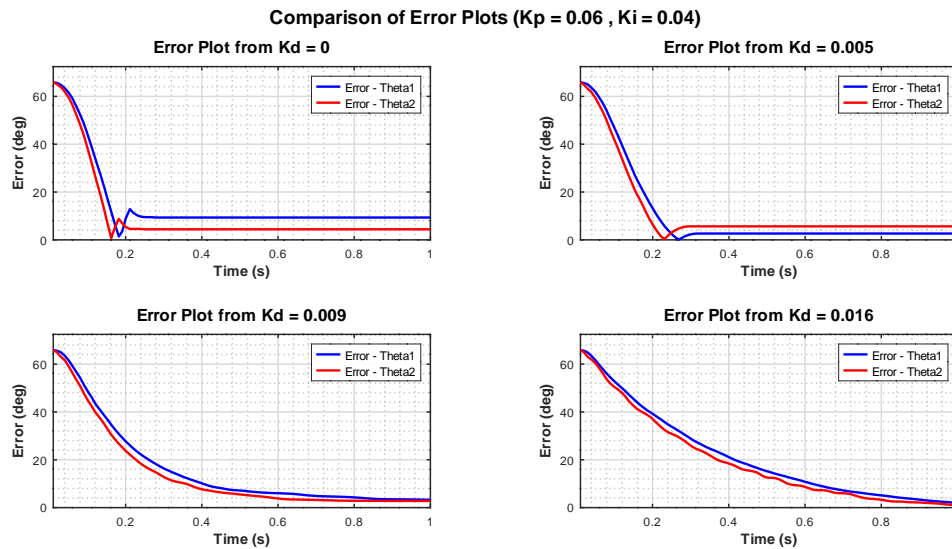 Comparison of Error Plots (Kp = 0.06 , Ki = 0.04)
Error Plot from Kd = 0
Error - Theta1
Error - Theta2
Error (deg)
60
40
20
0
0.2
0.4
0.6
0.8
1
Time (s)
Error Plot from Kd = 0.005
Error - Theta1
Error - Theta2
Error (deg)
60
40
20
0
0.2
0.4
0.6
0.8
Time (s)
Error Plot from Kd = 0.009
Error - Theta1
Error - Theta2
Error (deg)
60
40
20
0
0.2
0.4
0.6
0.8
1
Time (s)
Error Plot from Kd = 0.016
Error - Theta1
Error - Theta2
Error (deg)
60
40
20
0
0.2
0.4
0.6
0.8
Time (s)